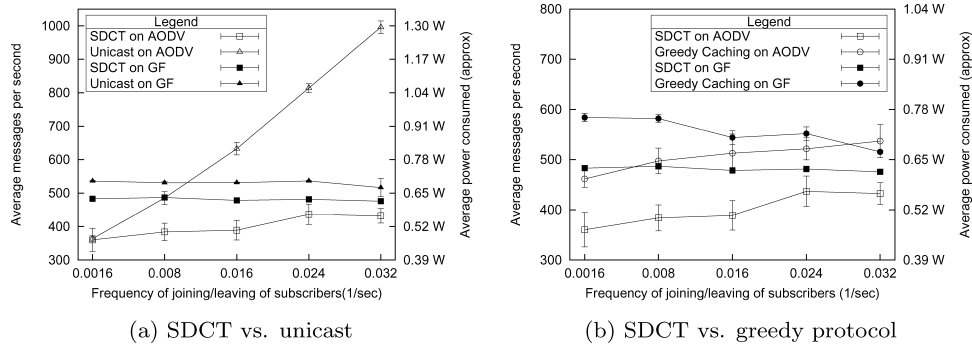 Average messages per second
1000
900
800
700
600
500
400
300
Legend
SDCT on AODV
Unicast on AODV
SDCT on GF
Unicast on GF
1.30 W
1.17 W
1.04 W
0.91 W
0.78 W
0.65 W
0.52 W
0.39 W
Average power consumed (approx)
0.0016 0.008 0.016 0.024 0.032
Frequency of joining/leaving of subscribers(1/sec)
(a) SDCT vs. unicast
Average messages per second
800
700
600
500
400
300
Legend
SDCT on AODV
Greedy Caching on AODV
SDCT on GF
Greedy Caching on GF
1.04 W
0.91 W
0.78 W
0.65 W
0.52 W
0.39 W
Average power consumed (approx)
0.0016 0.008 0.016 0.024 0.032
Frequency of joining/leaving of subscribers (1/sec)
(b) SDCT vs. greedy protocol